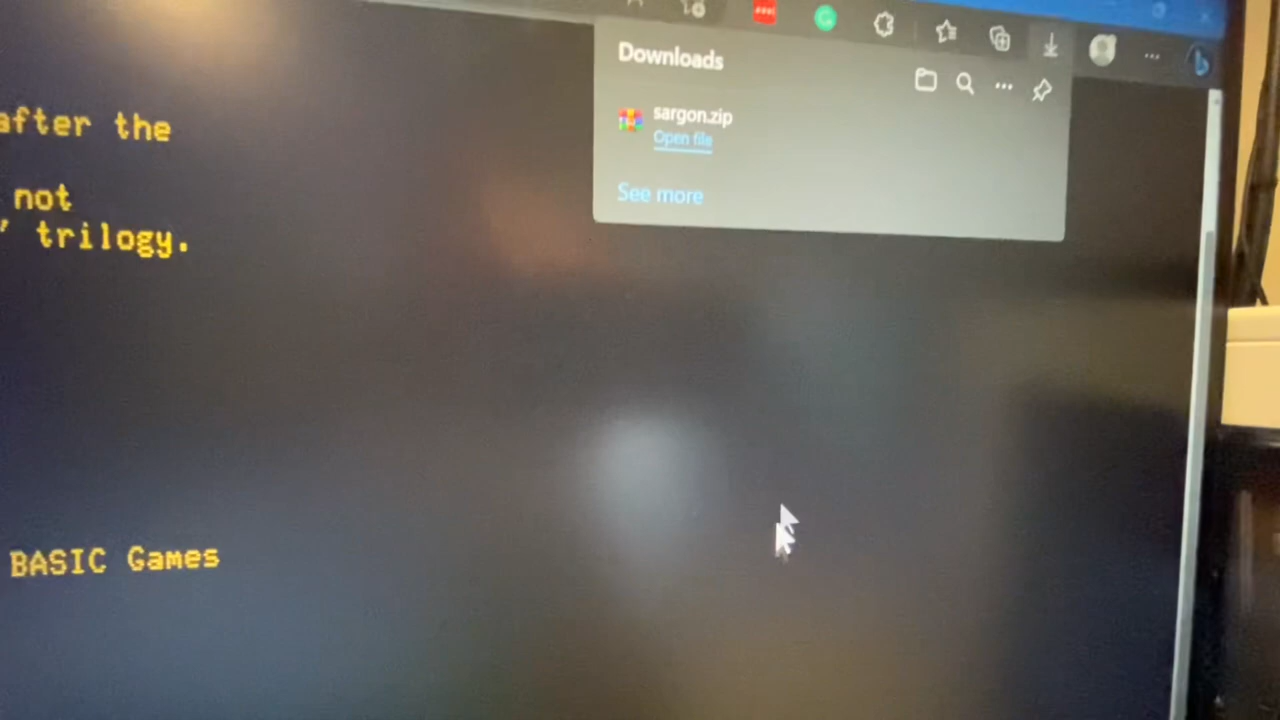 Downloads
sargon.zip
Open file
See more
after the
not
' trilogy.
BASIC Games